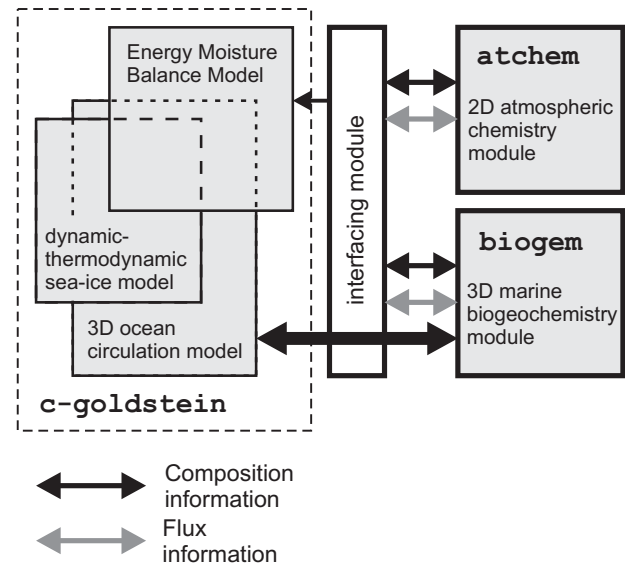 Energy Moisture
Balance Model
dynamic-
thermodynamic
sea-ice model
3D ocean
circulation model
c-goldstein
interfacing module
atchem
2D atmospheric
chemistry
module
biogem
3D marine
biogeochemistry
module
Composition
information
Flux
information